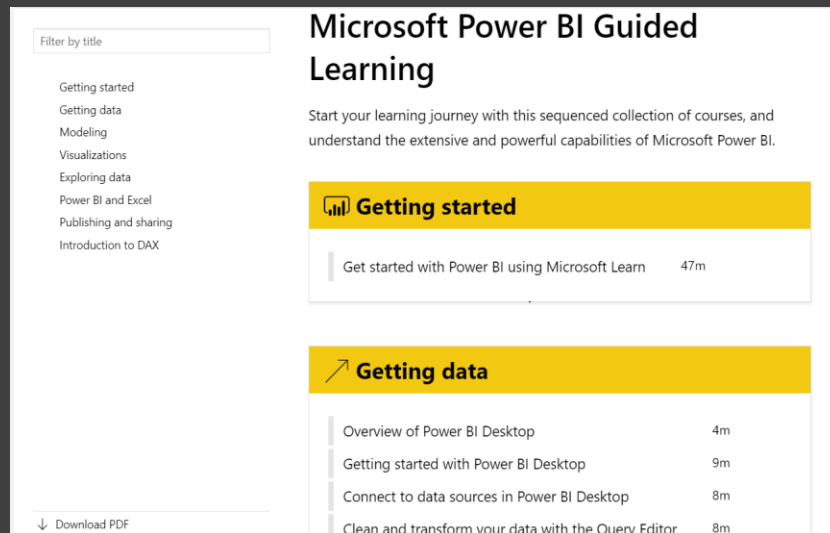 Filter by title
Getting started
Getting data
Modeling
Visualizations
Exploring data
Power BI and Excel
Publishing and sharing
Introduction to DAX
Download PDF
Microsoft Power BI Guided
Learning
Start your learning journey with this sequenced collection of courses, and
understand the extensive and powerful capabilities of Microsoft Power BI.
Getting started
Get started with Power BI using Microsoft Learn 47m
Getting data
Overview of Power BI Desktop 4m
Getting started with Power BI Desktop 9m
Connect to data sources in Power BI Desktop 8m
Clean and transform your data with the Query Editor 8m